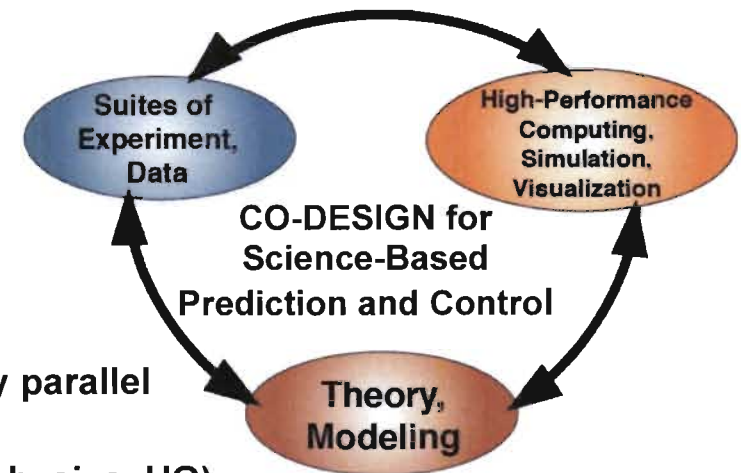 Suites of
Experiment,
Data
High-Performance
Computing,
Simulation,
Visualization
CO-DESIGN for
Science-Based
Prediction and Control
parallel
Theory,
Modeling
UQ)